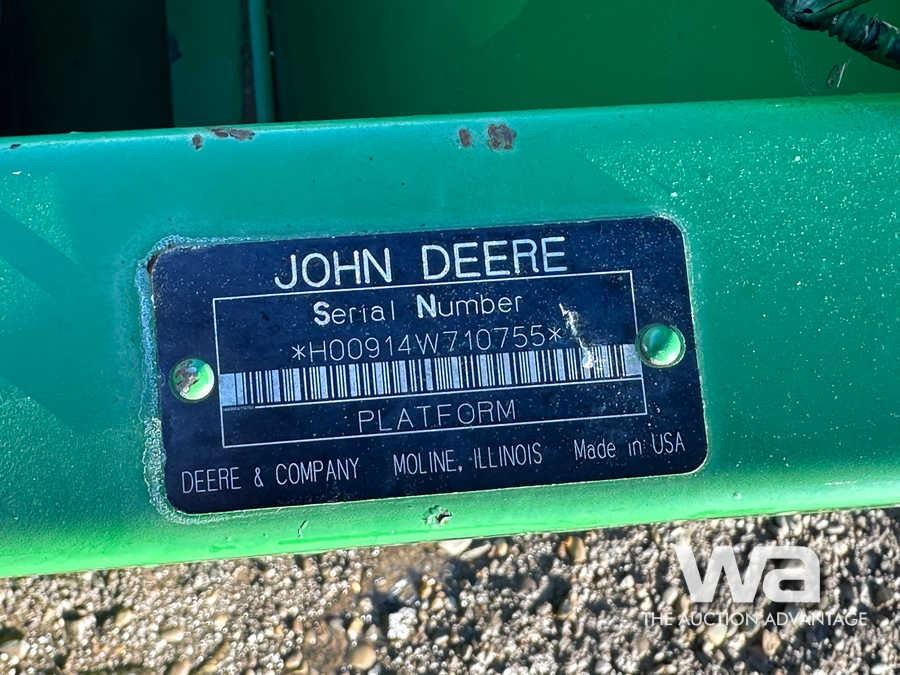 JOHN DEERE
Serial Number
*H00914W710755*
PLATFORM
DEERE & COMPANY MOLINE, ILLINOIS Made in USA
wa
THE AUCTION ADVANTAGE